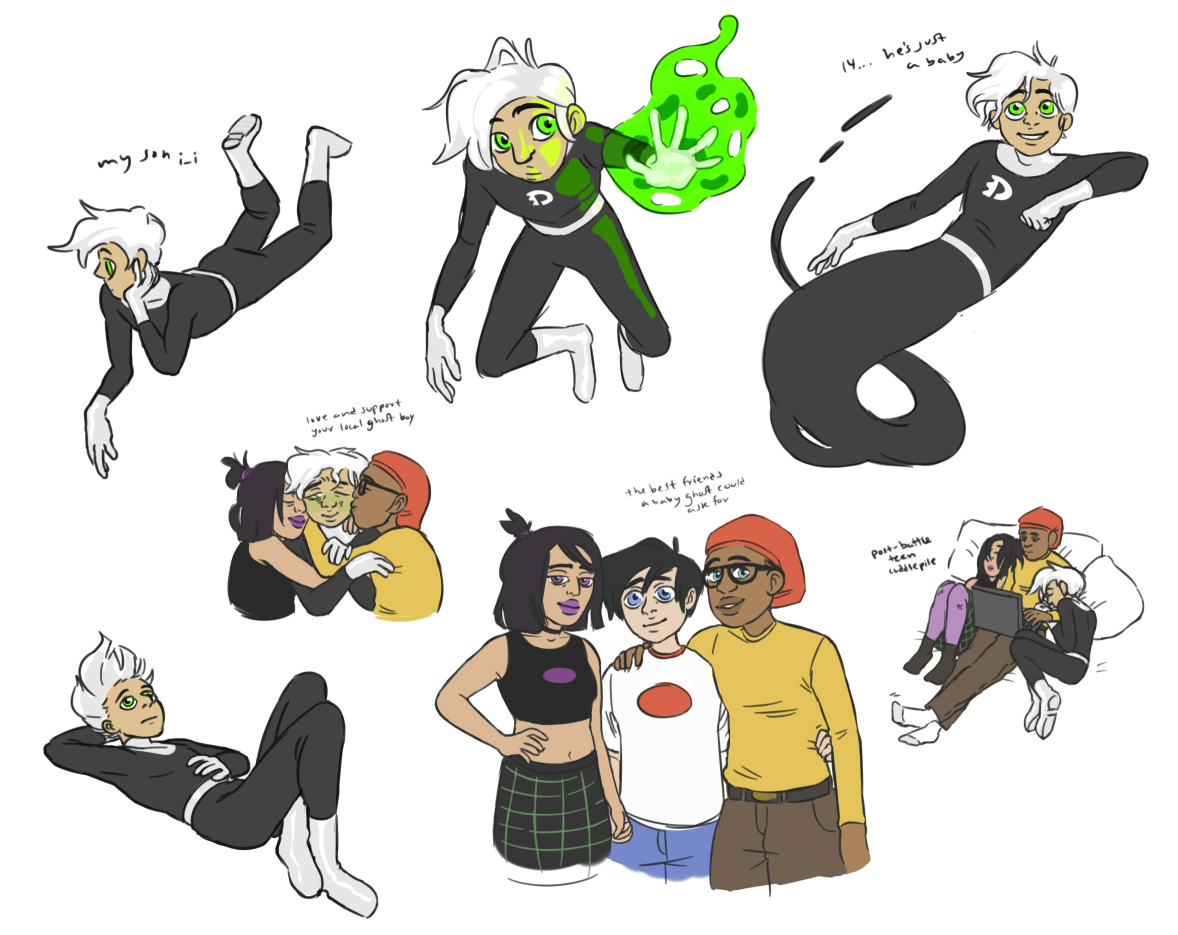 14... he's just
a baby
my son i_i
love and support
your local ghost boy
the best friends
a baby ghost could
ask for
post-battle
teen
cuddlepile